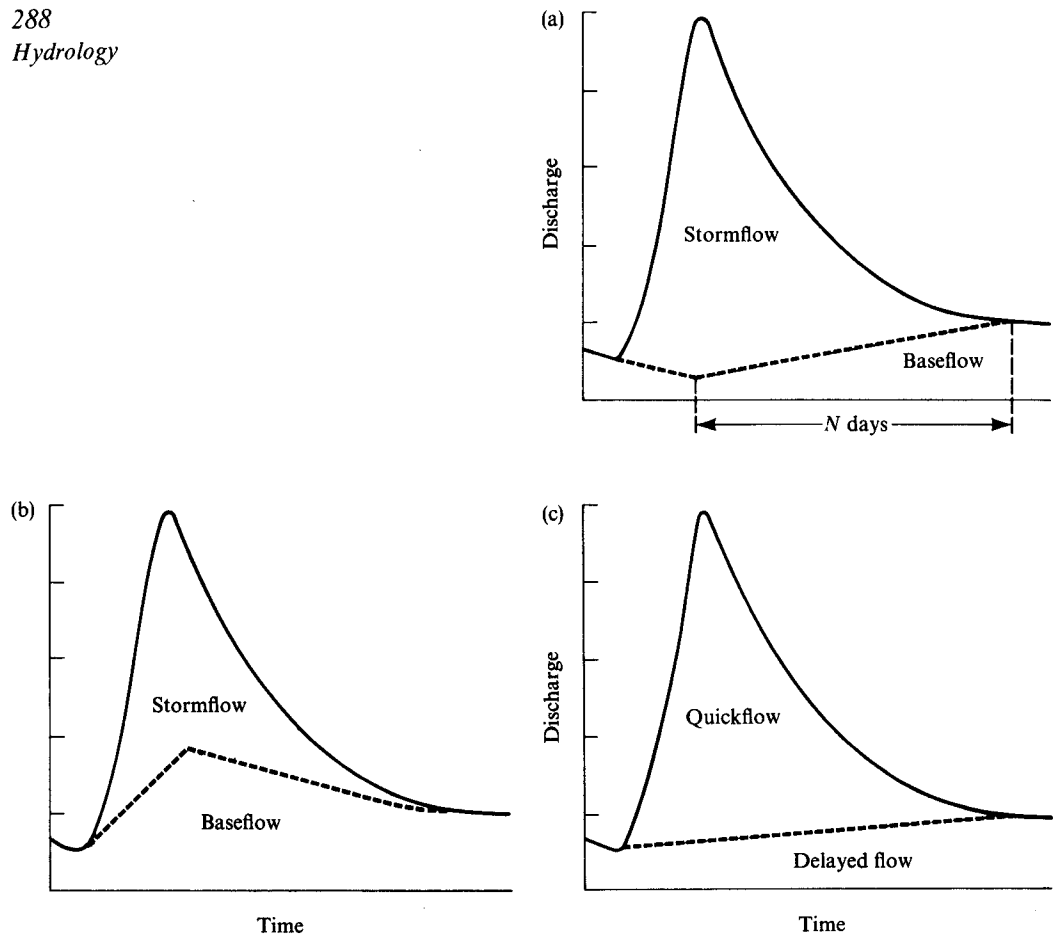 288
Hydrology
(a)
Discharge
Stormflow
Baseflow
N days
(b)
Stormflow
Baseflow
Time
(c)
Discharge
Quickflow
Delayed flow
Time